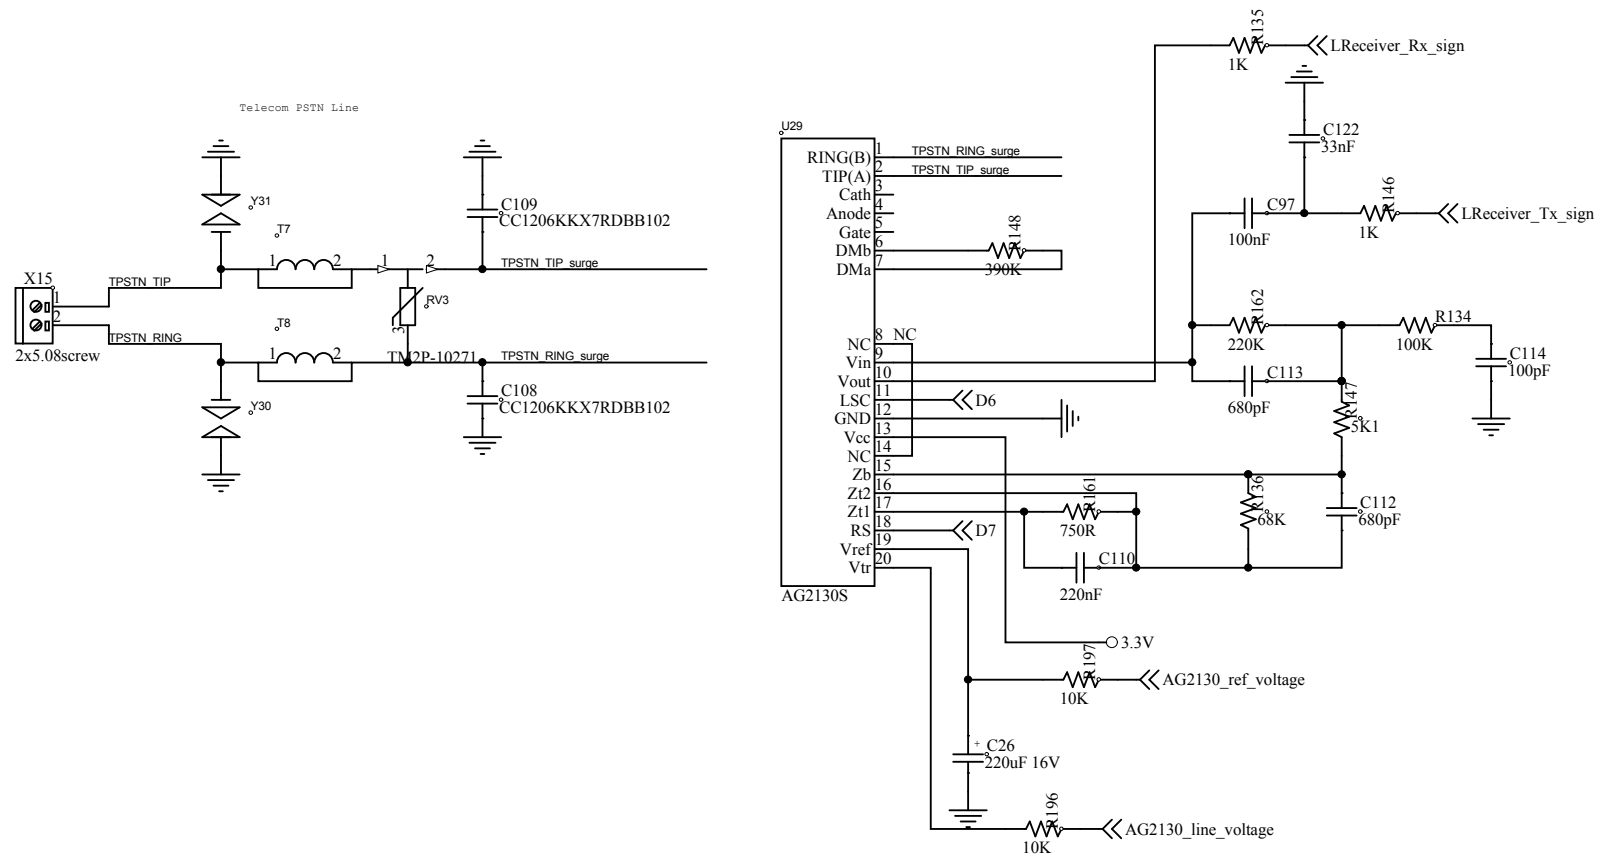 Telecom PSTN Line
Y31
T7
1
2
1
2
C109
CC1206KKX7RDBB102
TPSTN_TIP_surge
X15
1
2
2x5.08screw
TPSTN_TIP
TPSTN_RING
RV3
3
TM2P-10271
T8
1
2
TPSTN_RING_surge
C108
CC1206KKX7RDBB102
Y30
U29
RING(B) 1 TPSTN_RING_surge
TIP(A) 2 TPSTN_TIP_surge
Cath 3
Anode 4
Gate 5
DMb 6
DMa 7
R148
390K
NC 8 NC
Vin 9
Vout 10
LSC 11 D6
GND 12
Vcc 13
NC 14
Zb 15
Zt2 16
Zt1 17
RS 18 D7
Vref 19
Vtr 20
AG2130S
R135
1K
LReceiver_Rx_sign
C122
33nF
C97
100nF
R146
1K
LReceiver_Tx_sign
R162
220K
R134
100K
C114
100pF
C113
680pF
R147
5K1
R136
68K
C112
680pF
R161
750R
C110
220nF
3.3V
R197
10K
AG2130_ref_voltage
+
C26
220uF 16V
R196
10K
AG2130_line_voltage